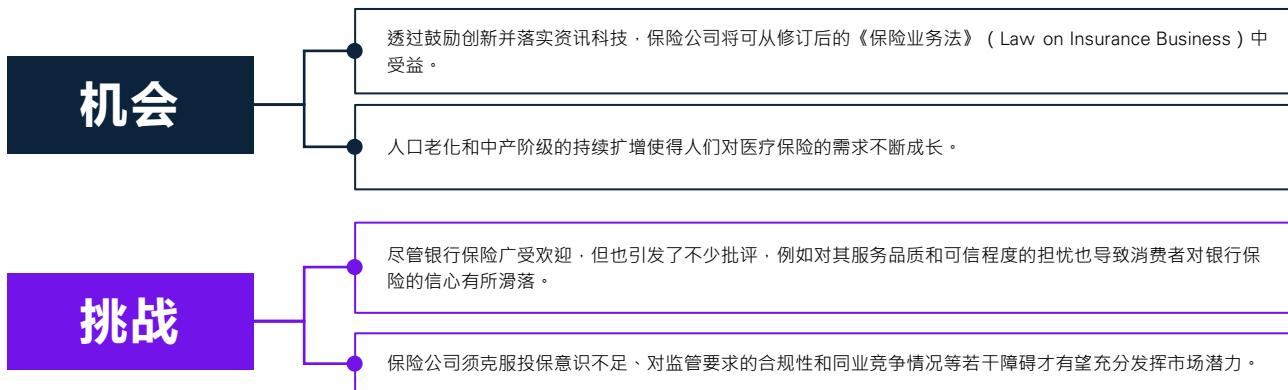 机会
透过鼓励创新并落实资讯科技，保险公司将可从修订后的《保险业务法》（Law on Insurance Business）中
受益。
人口老化和中产阶级的持续扩增使得人们对医疗保险的需求不断成长。
挑战
尽管银行保险广受欢迎，但也引发了不少批评，例如对其服务品质和可信程度的担忧也导致消费者对银行保
险的信心有所滑落。
保险公司须克服投保意识不足、对监管要求的合规性和同业竞争情况等若干障碍才有望充分发挥市场潜力。